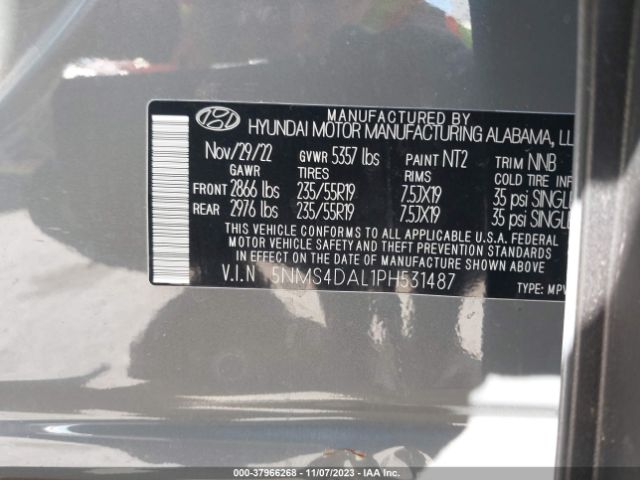 MANUFACTURED BY
HYUNDAI MOTOR MANUFACTURING ALABAMA,
Nov/29/22 GVWR 5357 lbs PAINT NT2 TRIM NNB
GAWR TIRES RIMS COLD TIRE INF
FRONT 2866 lbs 235/55R19 7.5JX19 35 psi SINGLE
REAR 2976 lbs 235/55R19 7.5JX19 35 psi SINGLE
THIS VEHICLE CONFORMS TO ALL APPLICABLE U.S.A. FEDERAL
MOTOR VEHICLE SAFETY AND THEFT PREVENTION STANDARDS
IN EFFECT ON THE DATE OF MANUFACTURE SHOWN ABOVE.
V.I.N 5NMS4DAL1PH531487
TYPE: MPV
000-37966268 - 11/07/2023 - IAA, Inc.